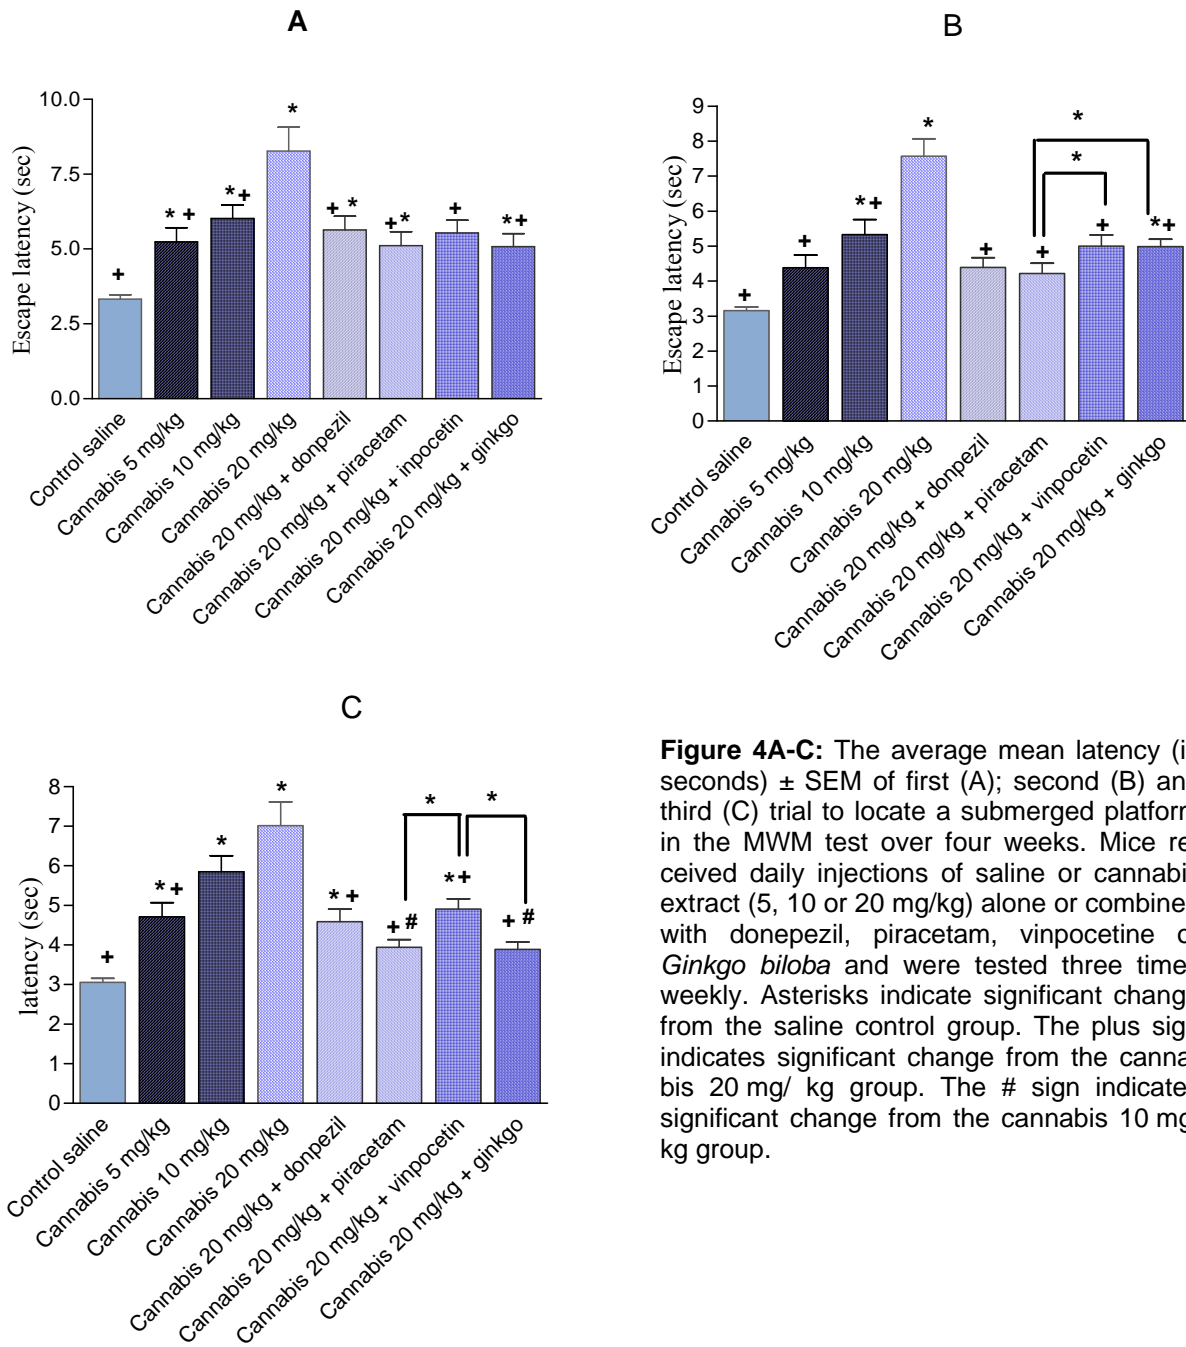 A
10.0
7.5
5.0
2.5
0.0
Escape latency (sec)
+
* +
*+
*
+ *
+*
+
*+
Control saline
Cannabis 5 mg/kg
Cannabis 10 mg/kg
Cannabis 20 mg/kg
Cannabis 20 mg/kg + donpezil
Cannabis 20 mg/kg + piracetam
Cannabis 20 mg/kg + inpocetin
Cannabis 20 mg/kg + ginkgo
B
9
8
7
6
5
4
3
2
1
0
Escape latency (sec)
+
+
*+
*
+
+
+
*+
*
*
Control saline
Cannabis 5 mg/kg
Cannabis 10 mg/kg
Cannabis 20 mg/kg
Cannabis 20 mg/kg + donpezil
Cannabis 20 mg/kg + piracetam
Cannabis 20 mg/kg + vinpocetin
Cannabis 20 mg/kg + ginkgo
C
8
7
6
5
4
3
2
1
0
latency (sec)
+
*+
*
*
*+
+#
*+
+#
*
*
Control saline
Cannabis 5 mg/kg
Cannabis 10 mg/kg
Cannabis 20 mg/kg
Cannabis 20 mg/kg + donpezil
Cannabis 20 mg/kg + piracetam
Cannabis 20 mg/kg + vinpocetin
Cannabis 20 mg/kg + ginkgo
Figure 4A-C: The average mean latency (i
seconds) ± SEM of first (A); second (B) an
third (C) trial to locate a submerged platform
in the MWM test over four weeks. Mice re
ceived daily injections of saline or cannabi
extract (5, 10 or 20 mg/kg) alone or combine
with donepezil, piracetam, vinpocetine o
Ginkgo biloba and were tested three time
weekly. Asterisks indicate significant chang
from the saline control group. The plus sig
indicates significant change from the canna
bis 20 mg/ kg group. The # sign indicate
significant change from the cannabis 10 mg
kg group.